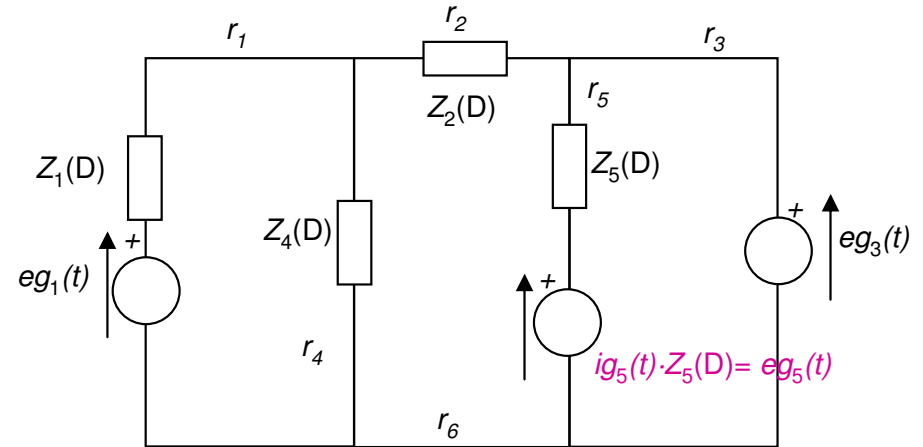 r1
r2
r3
Z2(D)
r5
Z1(D)
Z5(D)
Z4(D)
+
eg1(t)
+
+
eg3(t)
r4
ig5(t)·Z5(D)= eg5(t)
r6